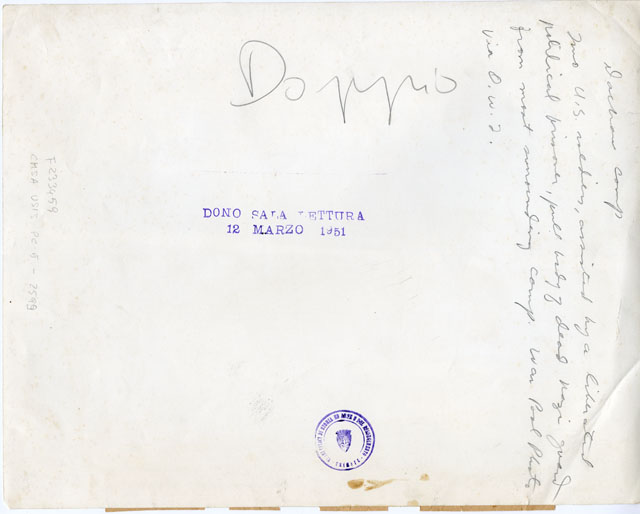 Dachau camp
Two U.S. soldiers, assisted by a liberated
political prisoner, pull body of dead Nazi guard
from moat surrounding camp. War Pool Photo
via O.W.I.
Doppio
DONO SALA LETTURA
12 MARZO 1951
F233459